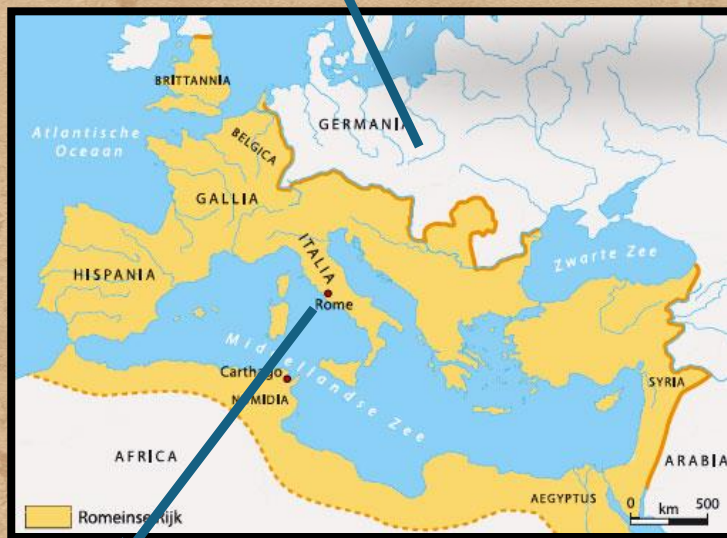 BRITTANNIA
GERMANIA
Atlantische
Oceaan
BELGICA
GALLIA
ITALIA
Zwarte Zee
HISPANIA
Rome
Middellandse Zee
Carthago
SYRIA
NUMIDIA
AFRICA
ARABIA
AEGYPTUS
0 km 500
Romeinse Rijk